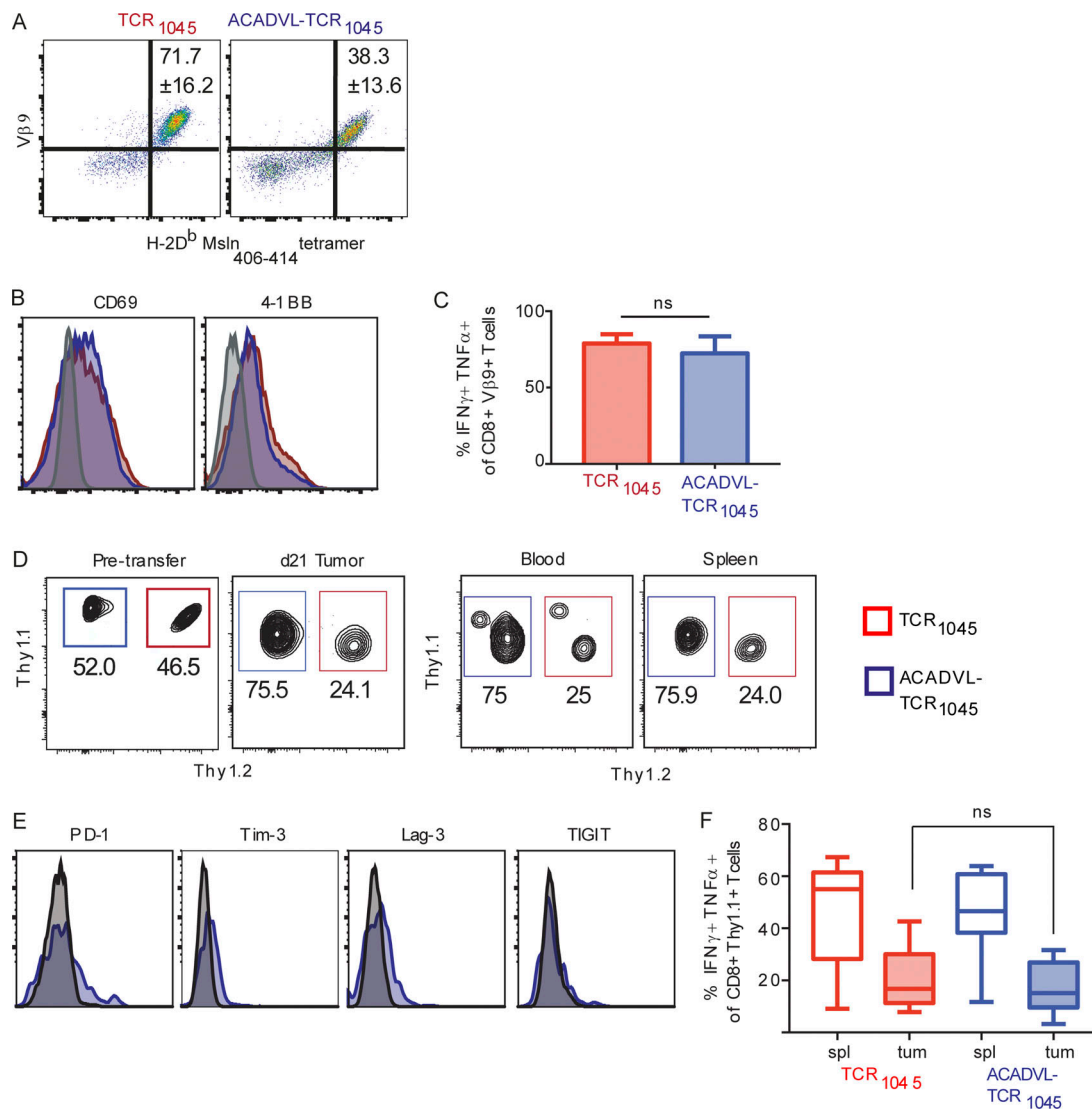 A
TCR1045
ACADVL-TCR1045
71.7
±16.2
38.3
±13.6
Vβ9
H-2Db Msln406-414 tetramer
B
CD69
4-1BB
C
ns
% IFNγ+ TNFα+
of CD8+ Vβ9+ T cells
100
50
0
TCR1045
ACADVL-
TCR1045
D
Pre-transfer
d21 Tumor
Blood
Spleen
Thy1.1
52.0
46.5
75.5
24.1
Thy1.2
Thy1.1
75
25
75.9
24.0
Thy1.2
TCR1045
ACADVL-
TCR1045
E
PD-1
Tim-3
Lag-3
TIGIT
F
ns
% IFNγ+ TNFα+
of CD8+ Thy1.1+ T cells
80
60
40
20
spl
tum
spl
tum
TCR1045
ACADVL-
TCR1045